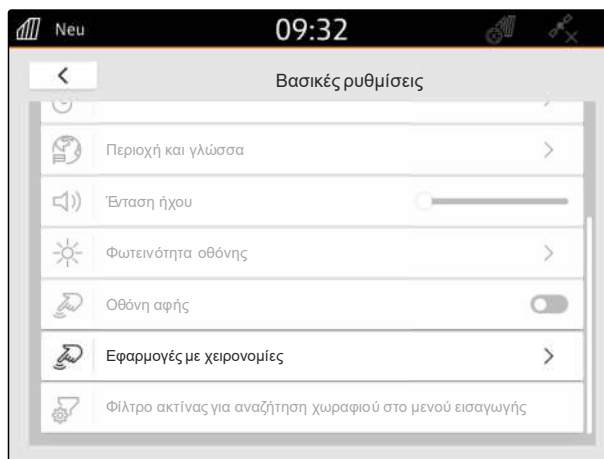 Neu 09:32
Βασικές ρυθμίσεις
Περιοχή και γλώσσα
Ένταση ήχου
Φωτεινότητα οθόνης
Οθόνη αφής
Εφαρμογές με χειρονομίες
Φίλτρο ακτίνας για αναζήτηση χωραφιού στο μενού εισαγωγής